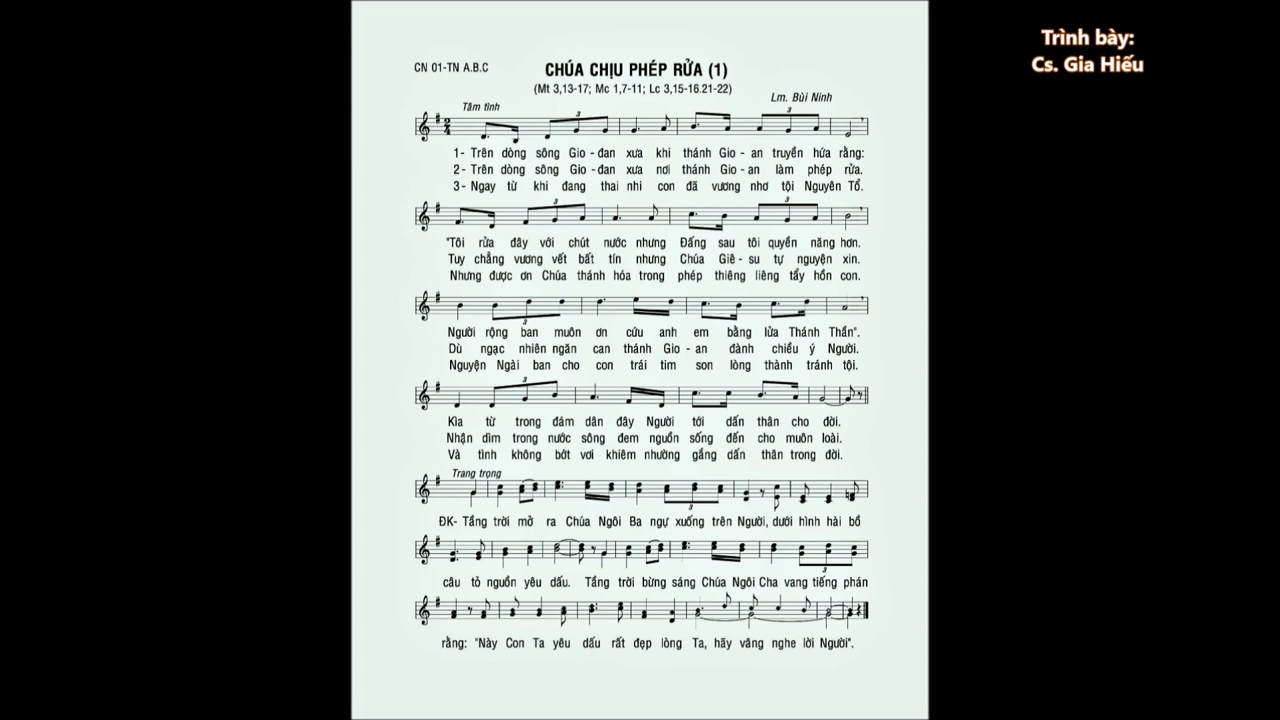 Trình bày:
Cs. Gia Hiếu
CN 01-TN A.B.C
CHÚA CHỊU PHÉP RỬA (1)
(Mt 3,13-17; Mc 1,7-11; Lc 3,15-16.21-22)
Lm. Bùi Ninh
Tâm tình
1- Trên dòng sông Gio - đan xưa khi thánh Gio - an truyền hứa rằng:
2- Trên dòng sông Gio - đan xưa nơi thánh Gio - an làm phép rửa.
3- Ngay từ khi đang thai nhi con đã vương nhơ tội Nguyên Tổ.
"Tôi rửa đây với chút nước nhưng Đấng sau tôi quyền năng hơn.
Tuy chẳng vương vết bất tín nhưng Chúa Giê - su tự nguyện xin.
Nhưng được ơn Chúa thánh hóa trong phép thiêng liêng tẩy hồn con.
Người rộng ban muôn ơn cứu anh em bằng lửa Thánh Thần".
Dù ngạc nhiên ngăn can thánh Gio - an đành chiều ý Người.
Nguyện Ngài ban cho con trái tim son lòng thành tránh tội.
Kìa từ trong đám dân đây Người tới dấn thân cho đời.
Nhận dìm trong nước sông đem nguồn sống đến cho muôn loài.
Và tình không bớt vơi khiêm nhường gắng dấn thân trong đời.
Trang trọng
ĐK- Tầng trời mở ra Chúa Ngôi Ba ngự xuống trên Người, dưới hình hài bồ
câu tỏ nguồn yêu dấu. Tầng trời bừng sáng Chúa Ngôi Cha vang tiếng phán
rằng: "Này Con Ta yêu dấu rất đẹp lòng Ta, hãy vâng nghe lời Người".